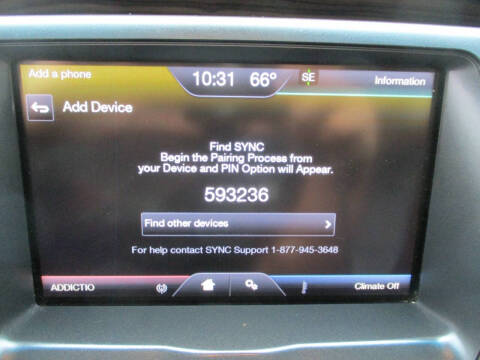 Add a phone
10:31 66°
SE
Information
Add Device
Find SYNC
Begin the Pairing Process from
your Device and PIN Option will Appear.
593236
Find other devices
For help contact SYNC Support 1-877-945-3648
ADDICTIO
Climate Off